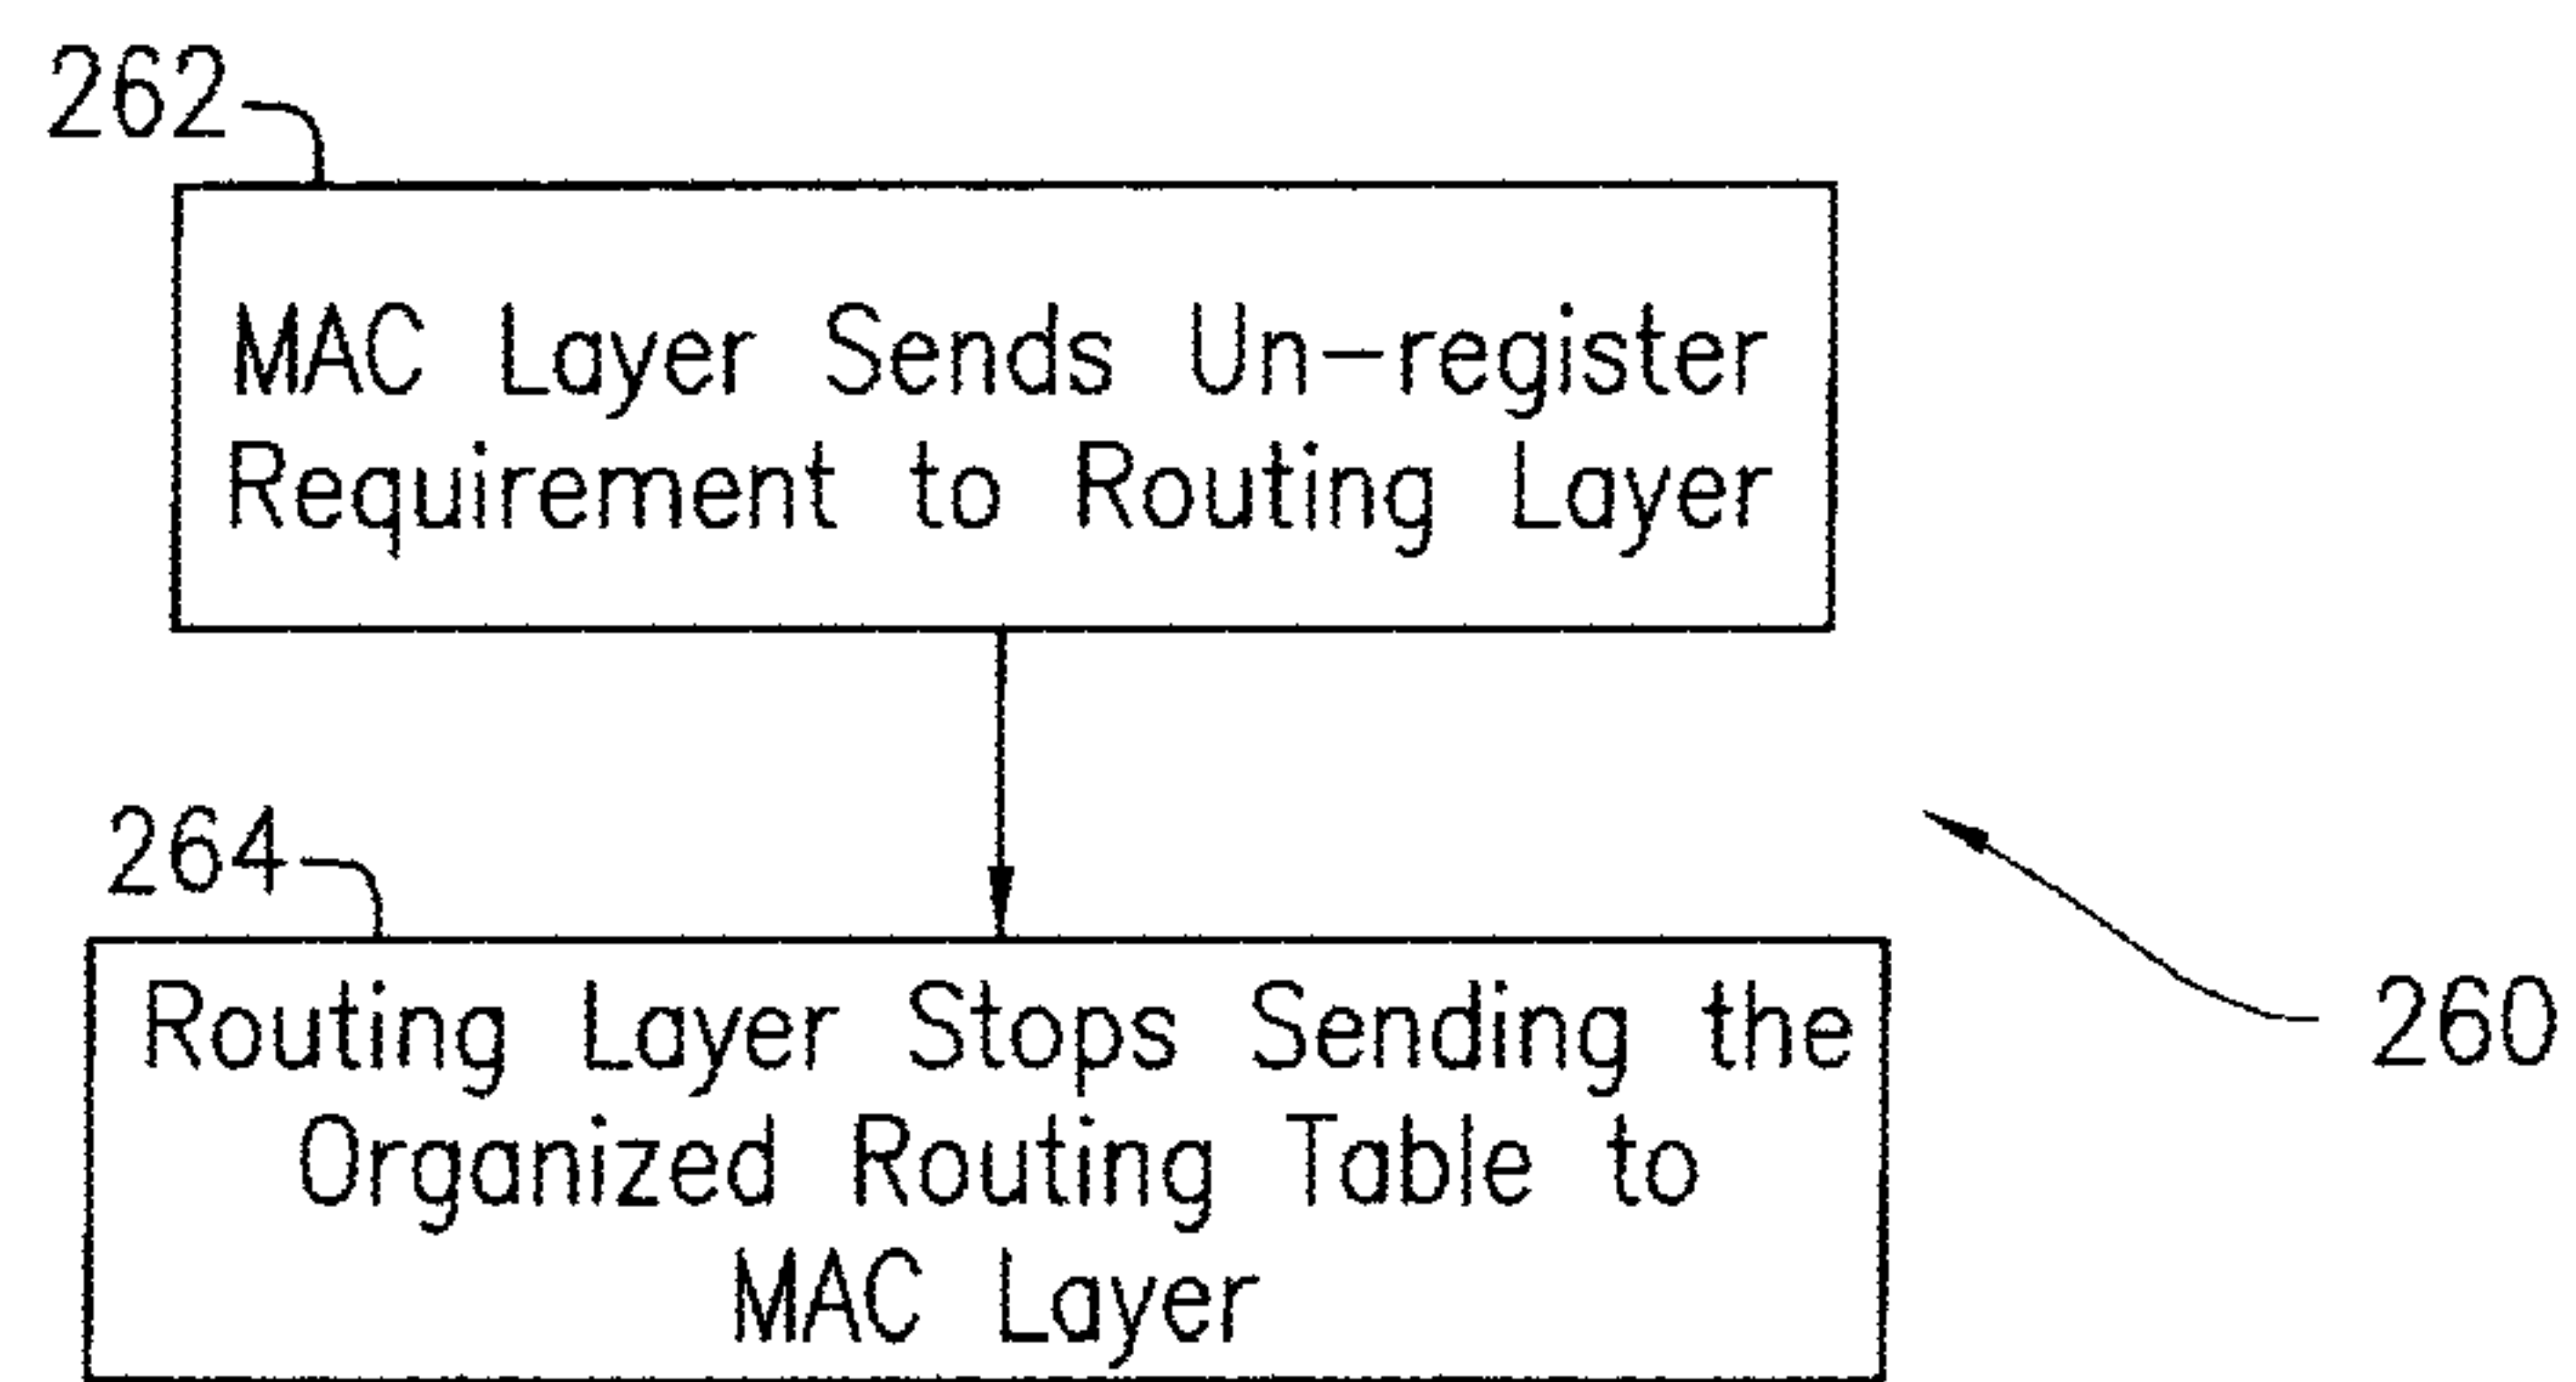 262
MAC Layer Sends Un-register
Requirement to Routing Layer
264
Routing Layer Stops Sending the
Organized Routing Table to
MAC Layer
260